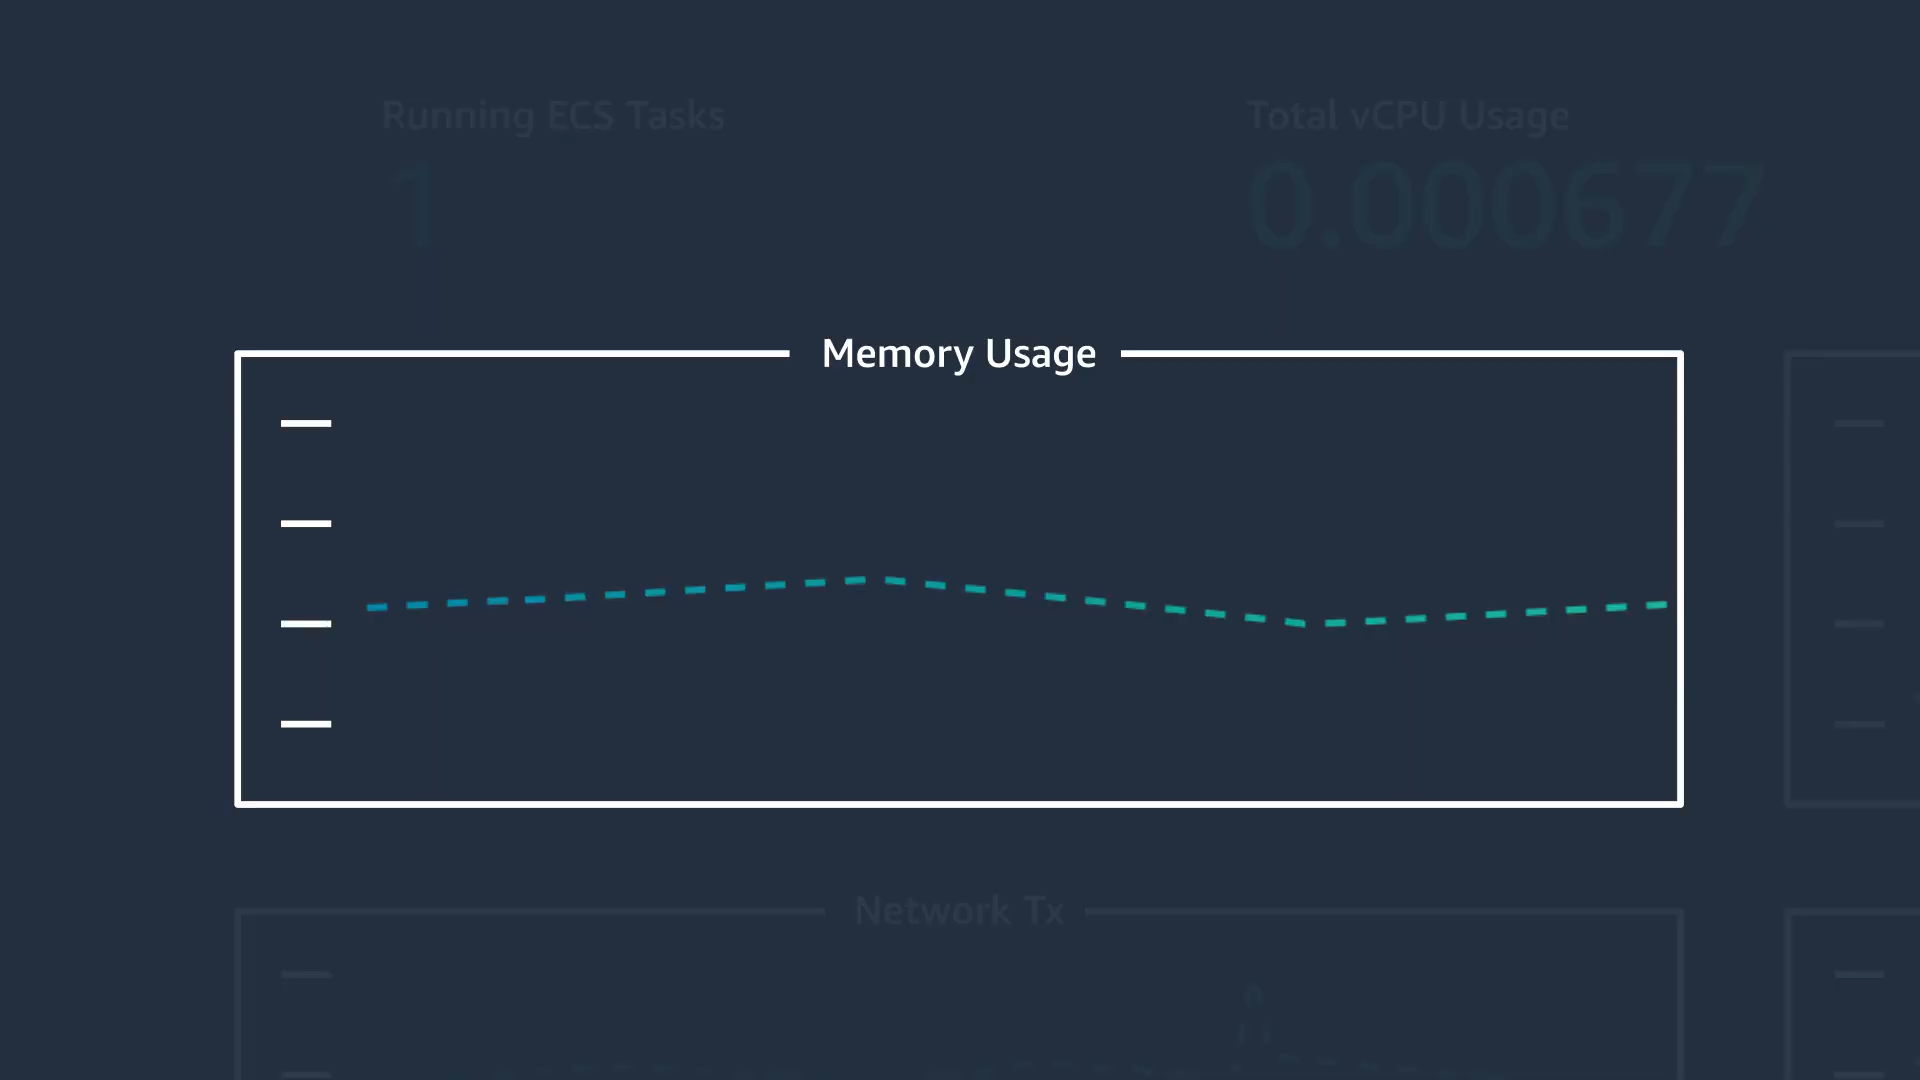 Running ECS Tasks
1
Total vCPU Usage
0.000677
Memory Usage
Network Tx